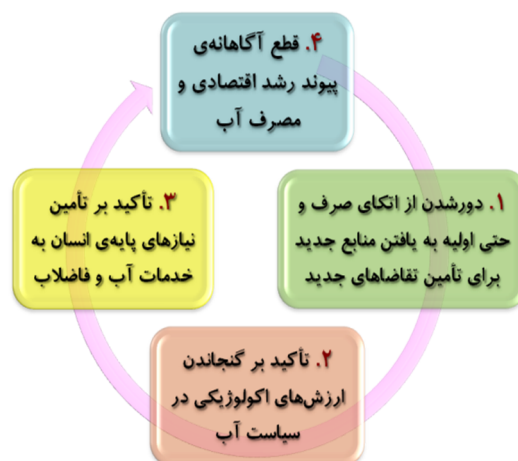 ۴. قطع آگاهانه‌ی
پیوند رشد اقتصادی و
مصرف آب
۱. دورشدن از اتکای صرف و
حتی اولیه به یافتن منابع جدید
برای تأمین تقاضاهای جدید
۲. تأکید بر گنجاندن
ارزش‌های اکولوژیکی در
سیاست آب
۳. تأکید بر تأمین
نیازهای پایه‌ی انسان به
خدمات آب و فاضلاب